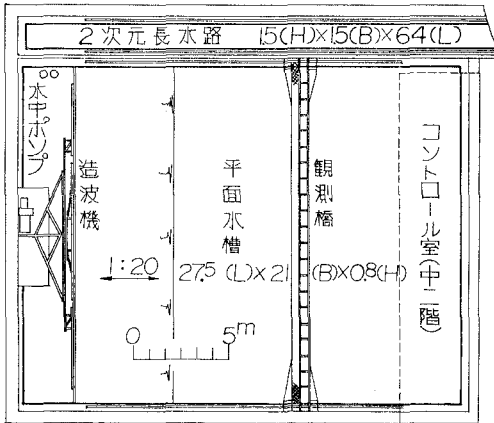 2次元長水路 1.5(H)×1.5(B)×64(L)
水中ポンプ
造波機
平面水槽
観測橋
コントロール室(中二階)
1:20
27.5(L)×21(B)×0.8(H)
0 5m